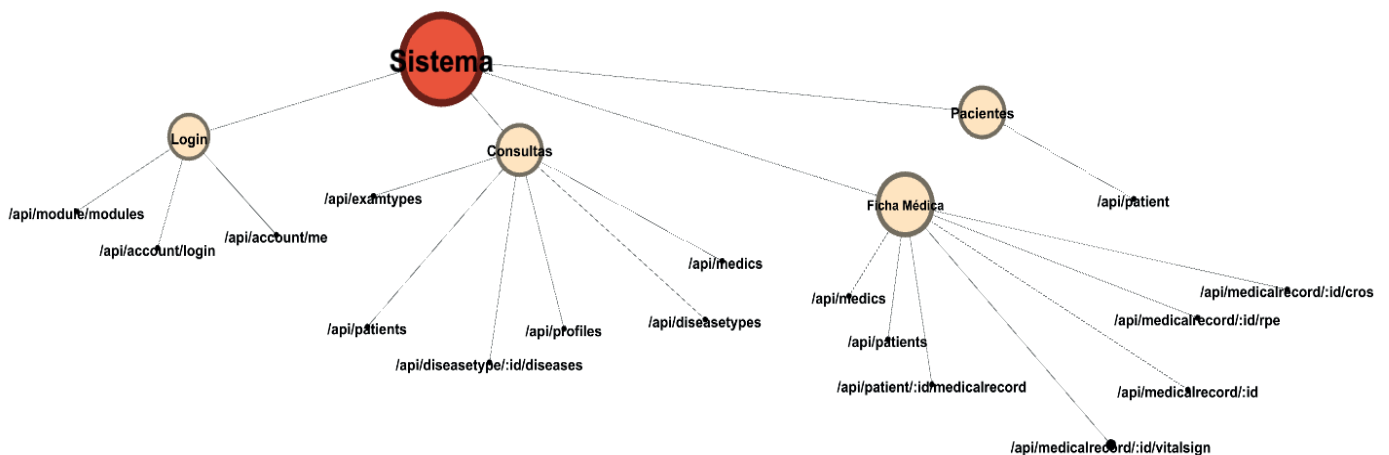 Sistema
Login
/api/module/modules
/api/account/login
/api/account/me
Consultas
/api/examtypes
/api/patients
/api/diseasetype/:id/diseases
/api/profiles
/api/diseasetypes
/api/medics
Ficha Médica
/api/medics
/api/patients
/api/patient/:id/medicalrecord
/api/medicalrecord/:id/vitalsign
/api/medicalrecord/:id
/api/medicalrecord/:id/rpe
/api/medicalrecord/:id/cros
Pacientes
/api/patient